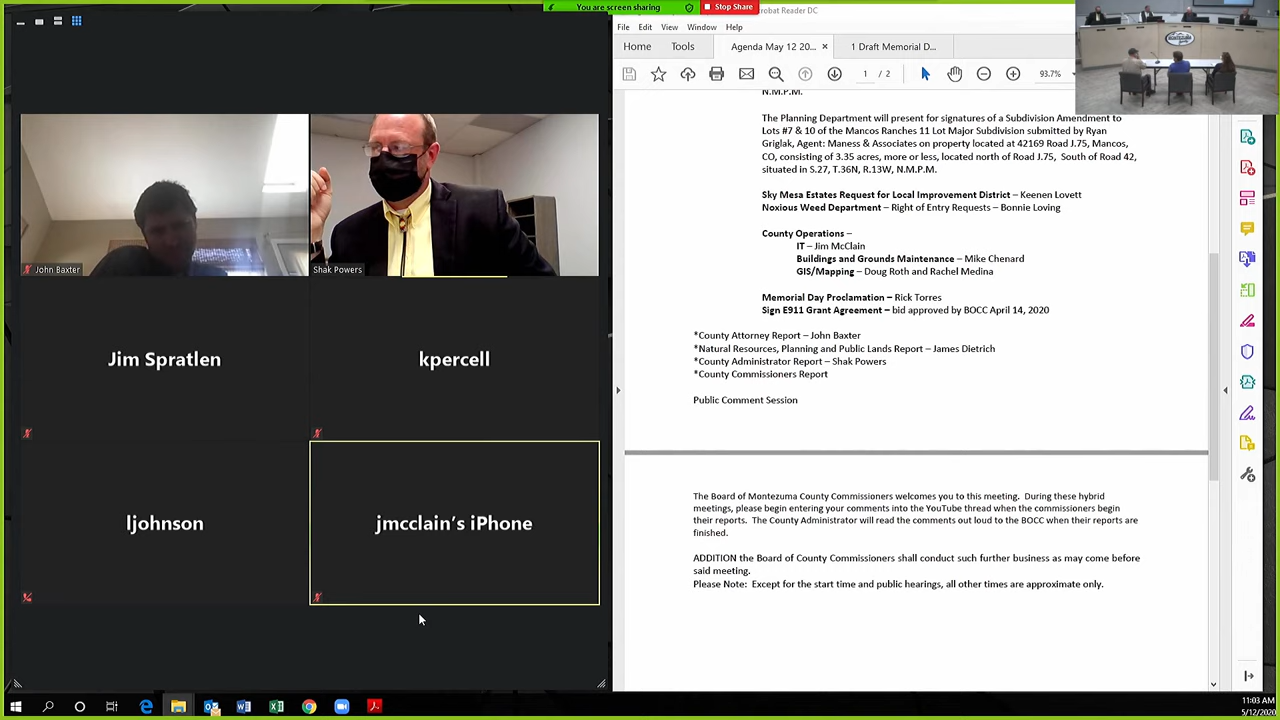 You are screen sharing
Stop Share
robat Reader DC
File Edit View Window Help
Home Tools Agenda May 12 20... × 1 Draft Memorial D...
1 / 2 93.7%
MONTEZUMA
N.M.P.M.
The Planning Department will present for signatures of a Subdivision Amendment to
Lots #7 & 10 of the Mancos Ranches 11 Lot Major Subdivision submitted by Ryan
Griglak, Agent: Maness & Associates on property located at 42169 Road J.75, Mancos,
CO, consisting of 3.35 acres, more or less, located north of Road J.75, South of Road 42,
situated in S.27, T.36N, R.13W, N.M.P.M.
Sky Mesa Estates Request for Local Improvement District – Keenen Lovett
Noxious Weed Department – Right of Entry Requests – Bonnie Loving
County Operations –
IT – Jim McClain
Buildings and Grounds Maintenance – Mike Chenard
GIS/Mapping – Doug Roth and Rachel Medina
Memorial Day Proclamation – Rick Torres
Sign E911 Grant Agreement – bid approved by BOCC April 14, 2020
*County Attorney Report – John Baxter
*Natural Resources, Planning and Public Lands Report – James Dietrich
*County Administrator Report – Shak Powers
*County Commissioners Report
Public Comment Session
The Board of Montezuma County Commissioners welcomes you to this meeting. During these hybrid
meetings, please begin entering your comments into the YouTube thread when the commissioners begin
their reports. The County Administrator will read the comments out loud to the BOCC when their reports are
finished.
ADDITION the Board of County Commissioners shall conduct such further business as may come before
said meeting.
Please Note: Except for the start time and public hearings, all other times are approximate only.
John Baxter
Shak Powers
Jim Spratlen
kpercell
ljohnson
jmcclain's iPhone
11:03 AM
5/12/2020